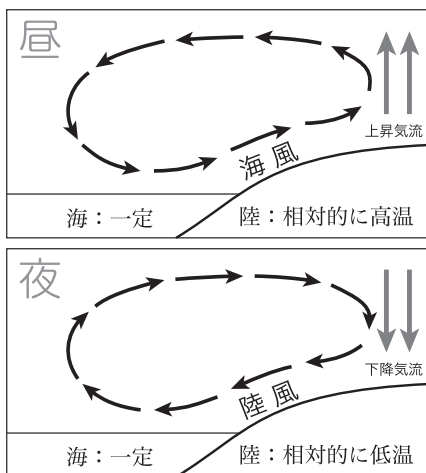 昼
上昇気流
海風
海：一定
陸：相対的に高温
夜
下降気流
陸風
海：一定
陸：相対的に低温